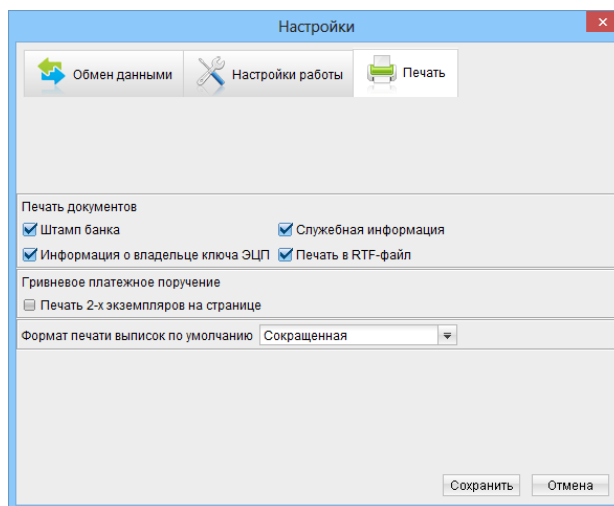 Настройки
Обмен данными Настройки работы Печать
Печать документов
Штамп банка Служебная информация
Информация о владельце ключа ЭЦП Печать в RTF-файл
Гривневое платежное поручение
Печать 2-х экземпляров на странице
Формат печати выписок по умолчанию Сокращенная
Сохранить Отмена